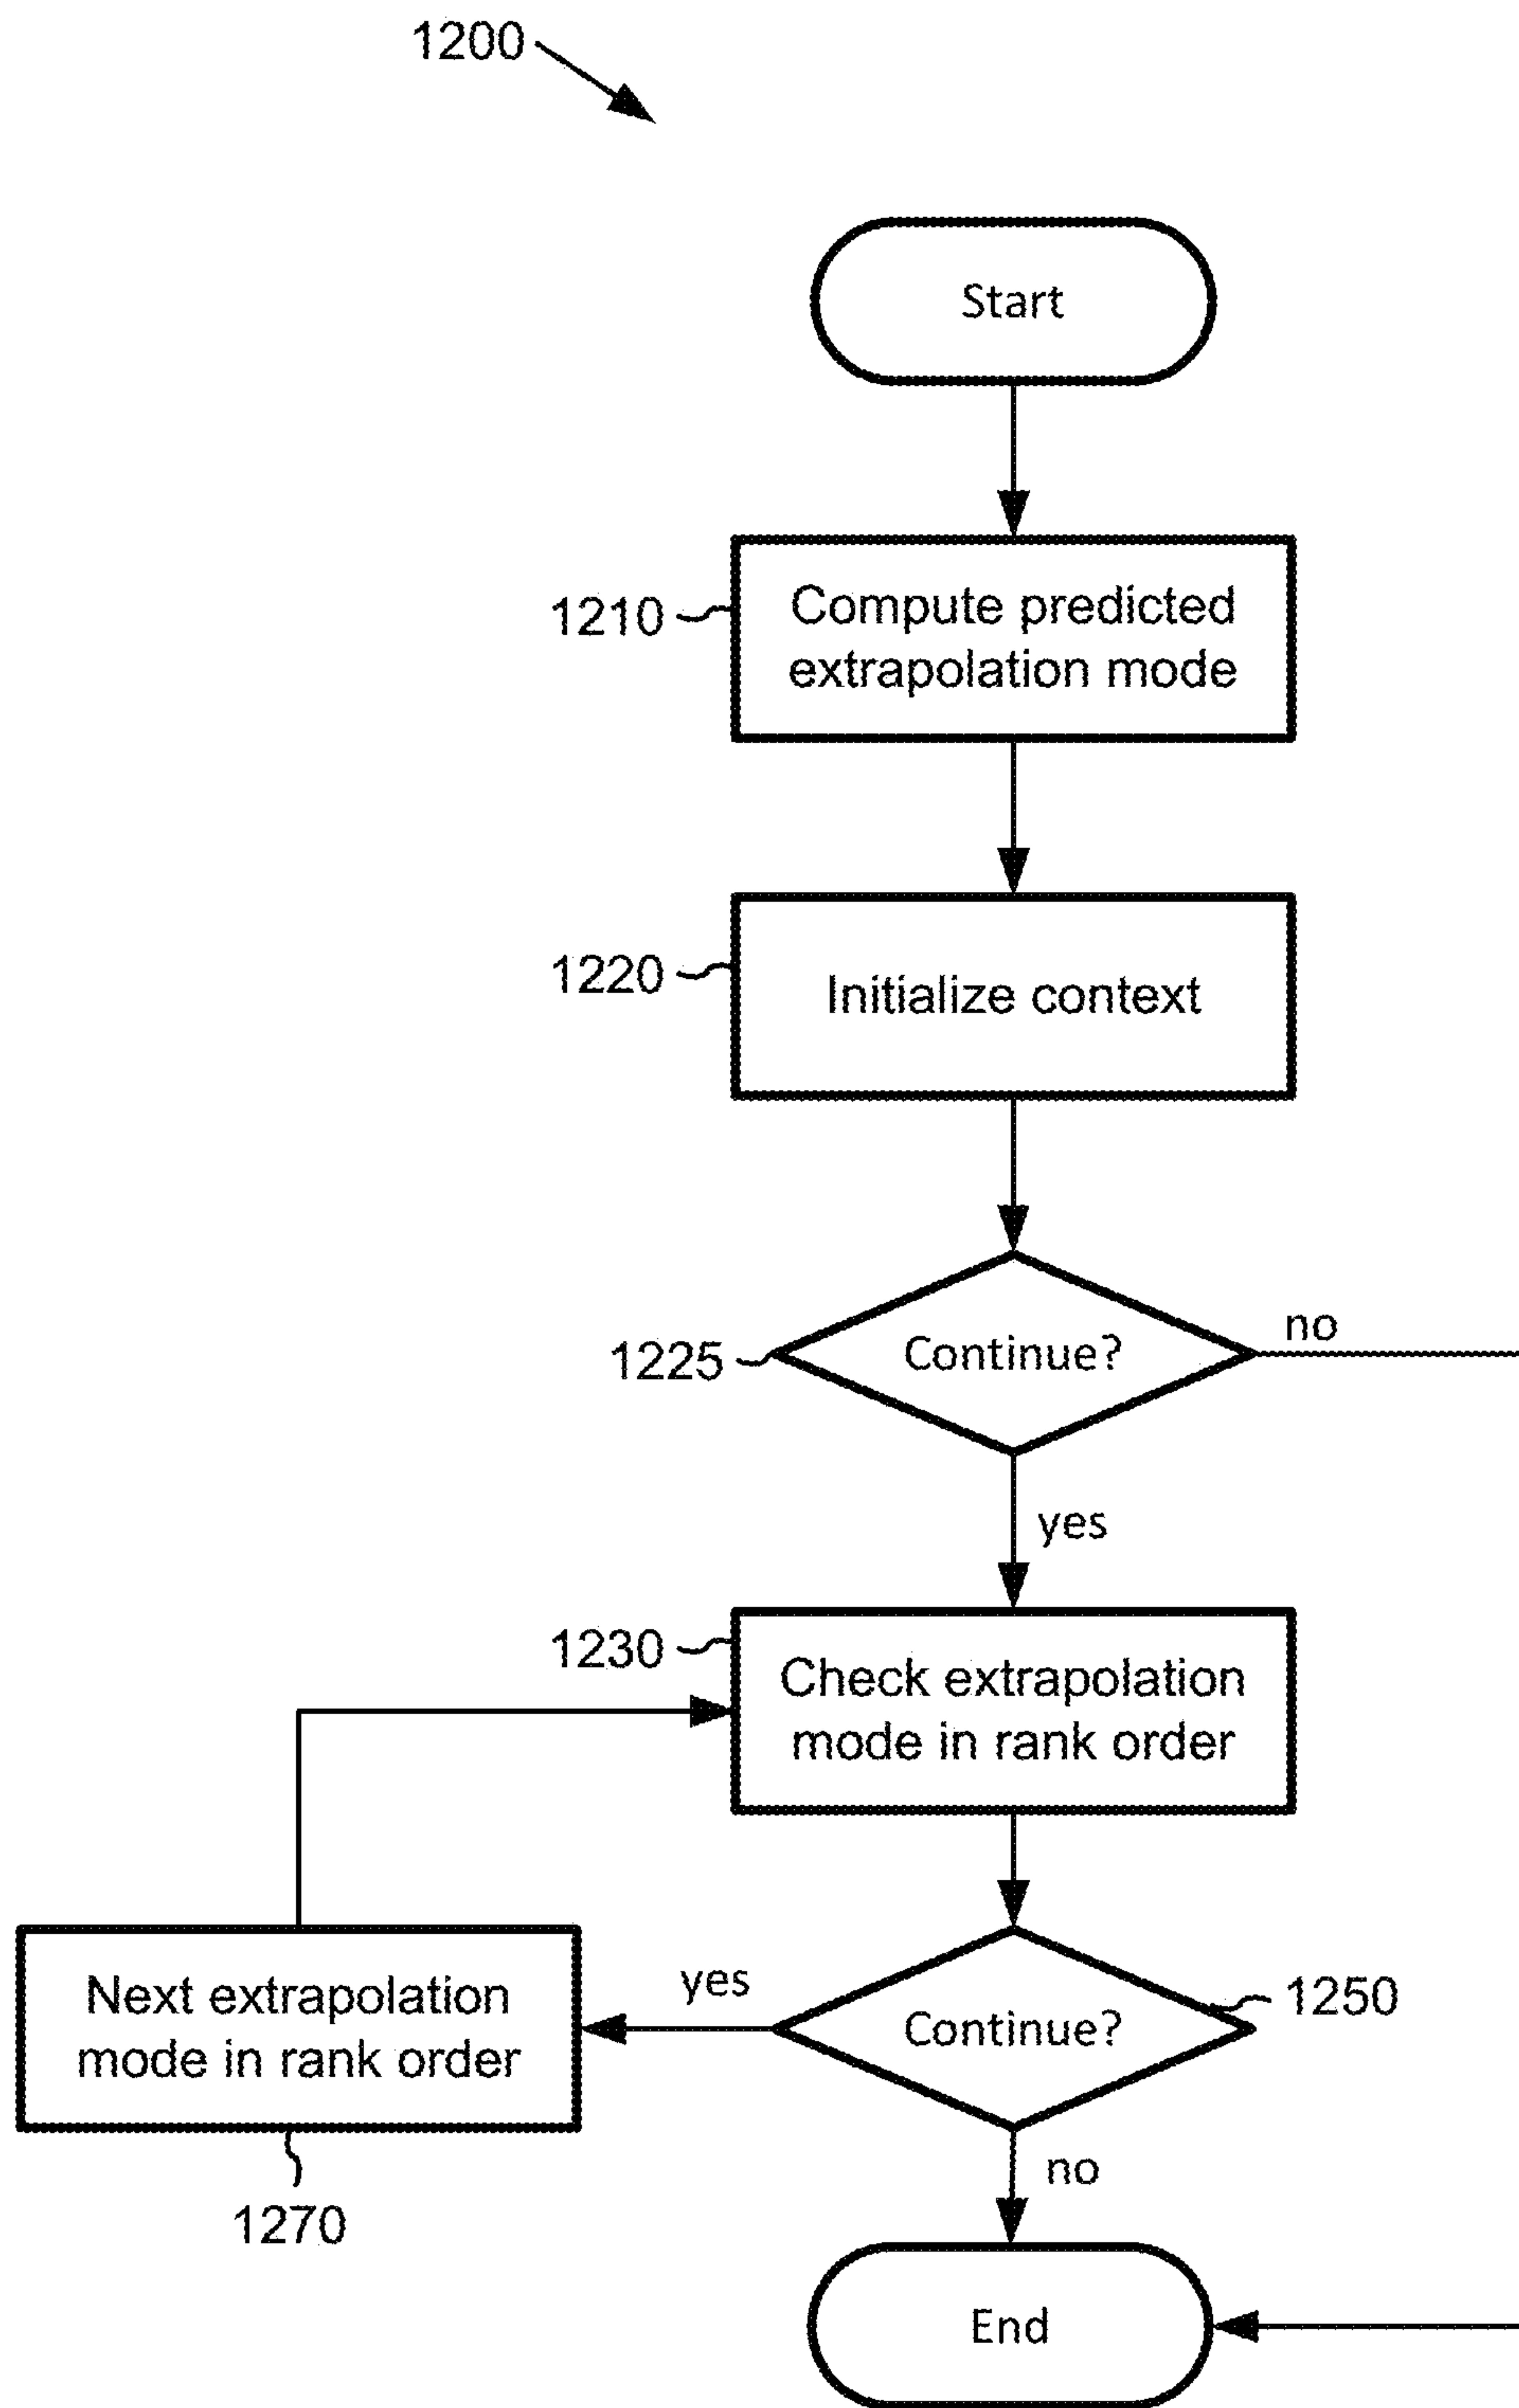 1200
Start
1210
Compute predicted
extrapolation mode
1220
Initialize context
1225
Continue?
no
yes
1230
Check extrapolation
mode in rank order
Next extrapolation
mode in rank order
yes
Continue?
1250
1270
no
End